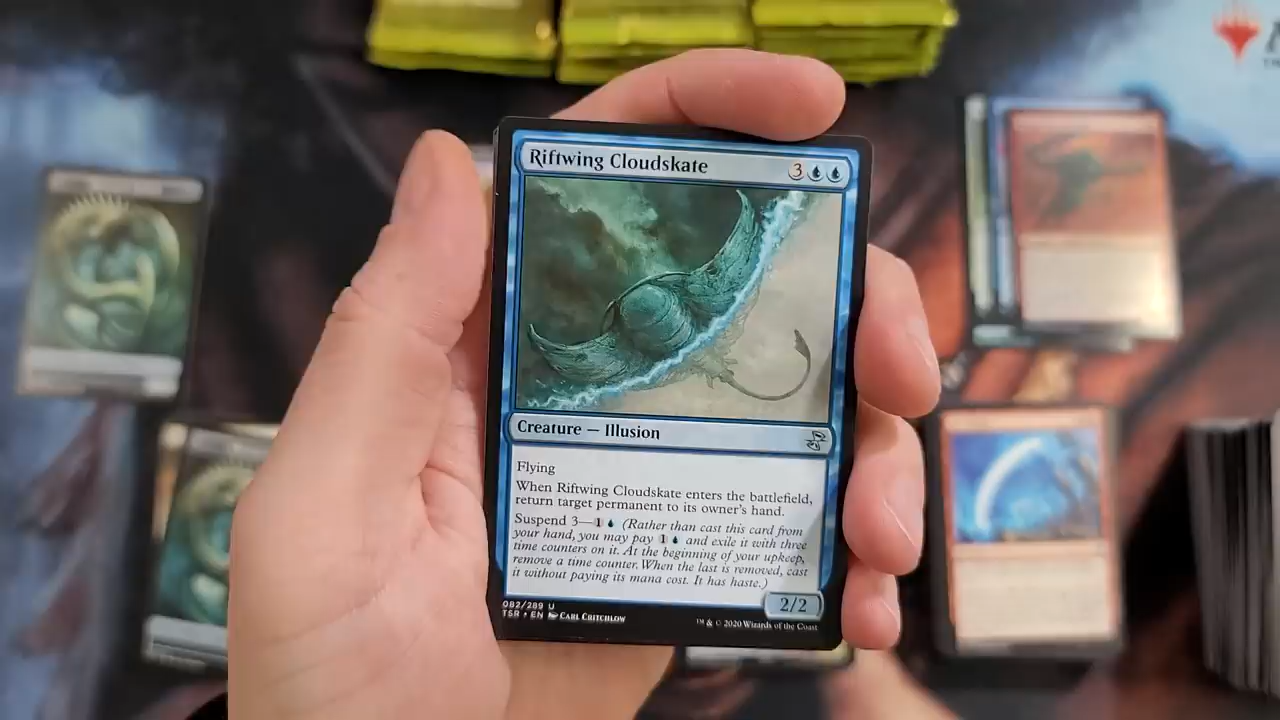 Riftwing Cloudskate 3
Creature — Illusion
Flying
When Riftwing Cloudskate enters the battlefield,
return target permanent to its owner's hand.
Suspend 3—1 (Rather than cast this card from
your hand, you may pay 1 and exile it with three
time counters on it. At the beginning of your upkeep,
remove a time counter. When the last is removed, cast
it without paying its mana cost. It has haste.)
2/2
082/289 U
TSR • EN Carl Critchlow
™ & © 2020 Wizards of the Coast